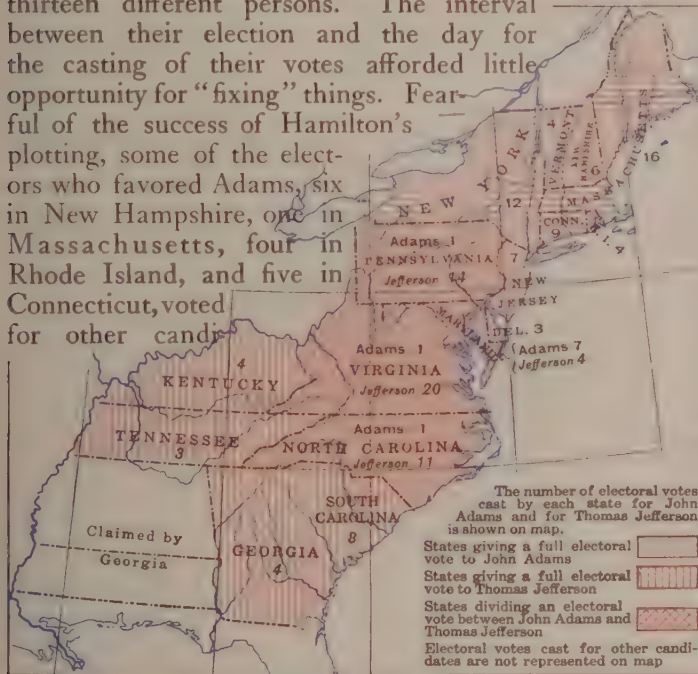 thirteen different persons. The interval
between their election and the day for
the casting of their votes afforded little
opportunity for "fixing" things. Fear-
ful of the success of Hamilton's
plotting, some of the elect-
ors who favored Adams, six
in New Hampshire, one in
Massachusetts, four in
Rhode Island, and five in
Connecticut, voted
for other candi
NEW YORK
12
4
VERMONT
NEW HAMPSHIRE
6
MASSACHUSETTS
16
MASS
CONN.
9
R.I. 4
Adams 1
PENNSYLVANIA
Jefferson 14
7
NEW
JERSEY
MARYLAND
DEL. 3
Adams 7
Jefferson 4
Adams 1
VIRGINIA
Jefferson 20
4
KENTUCKY
Adams 1
NORTH CAROLINA
Jefferson 11
TENNESSEE
3
SOUTH
CAROLINA
8
GEORGIA
4
Claimed by
Georgia
The number of electoral votes
cast by each state for John
Adams and for Thomas Jefferson
is shown on map.
States giving a full electoral
vote to John Adams
States giving a full electoral
vote to Thomas Jefferson
States dividing an electoral
vote between John Adams and
Thomas Jefferson
Electoral votes cast for other candi-
dates are not represented on map